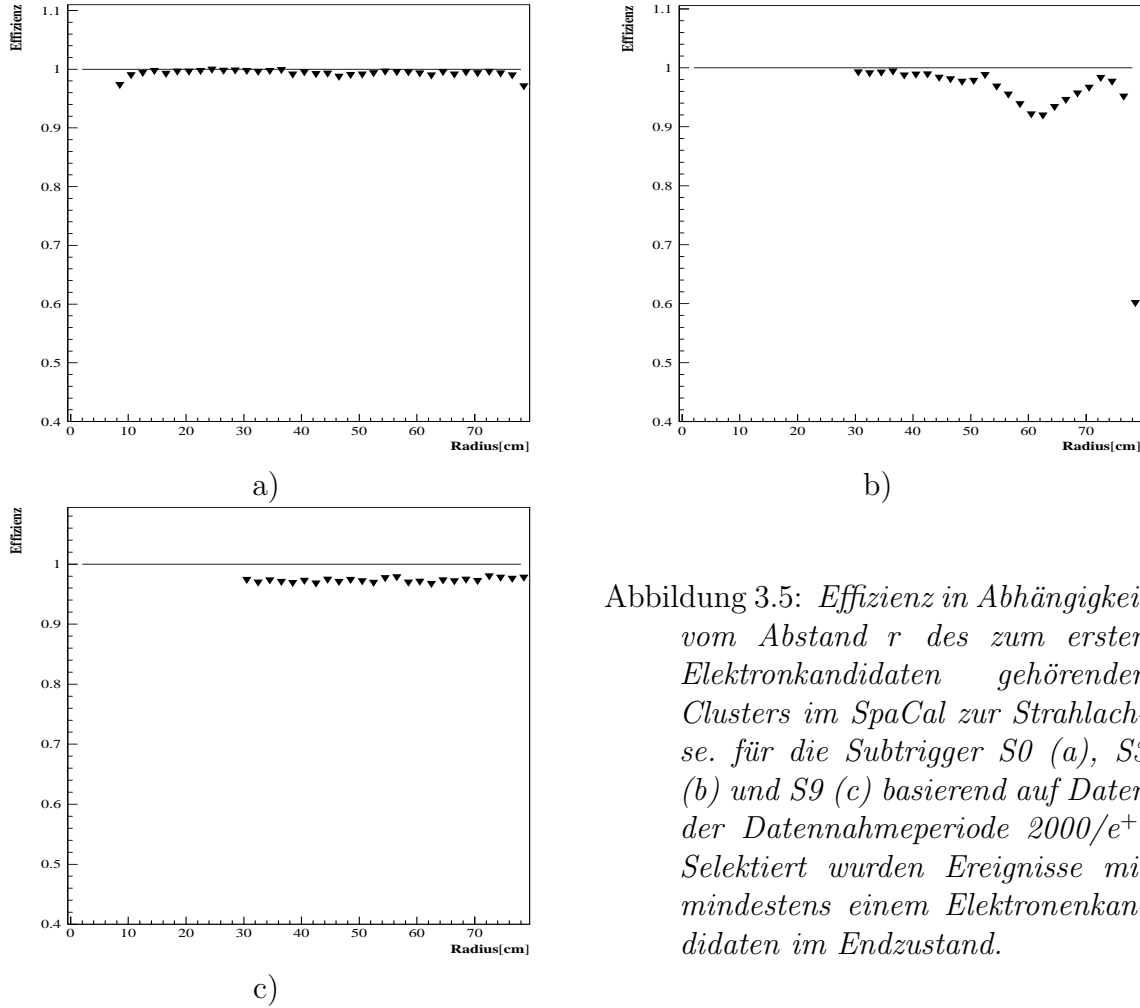 Effizienz
1.1
1
0.9
0.8
0.7
0.6
0.5
0.4
0 10 20 30 40 50 60 70
Radius[cm]
a)
Effizienz
1.1
1
0.9
0.8
0.7
0.6
0.5
0.4
0 10 20 30 40 50 60 70
Radius[cm]
b)
Effizienz
1
0.9
0.8
0.7
0.6
0.5
0.4
0 10 20 30 40 50 60 70
Radius[cm]
c)
Abbildung 3.5: Effizienz in Abhängigkei
vom Abstand r des zum ersten
Elektronkandidaten gehörenden
Clusters im SpaCal zur Strahlach-
se. für die Subtrigger S0 (a), S3
(b) und S9 (c) basierend auf Daten
der Datennahmeperiode 2000/e+
Selektiert wurden Ereignisse mi
mindestens einem Elektronenkan-
didaten im Endzustand.